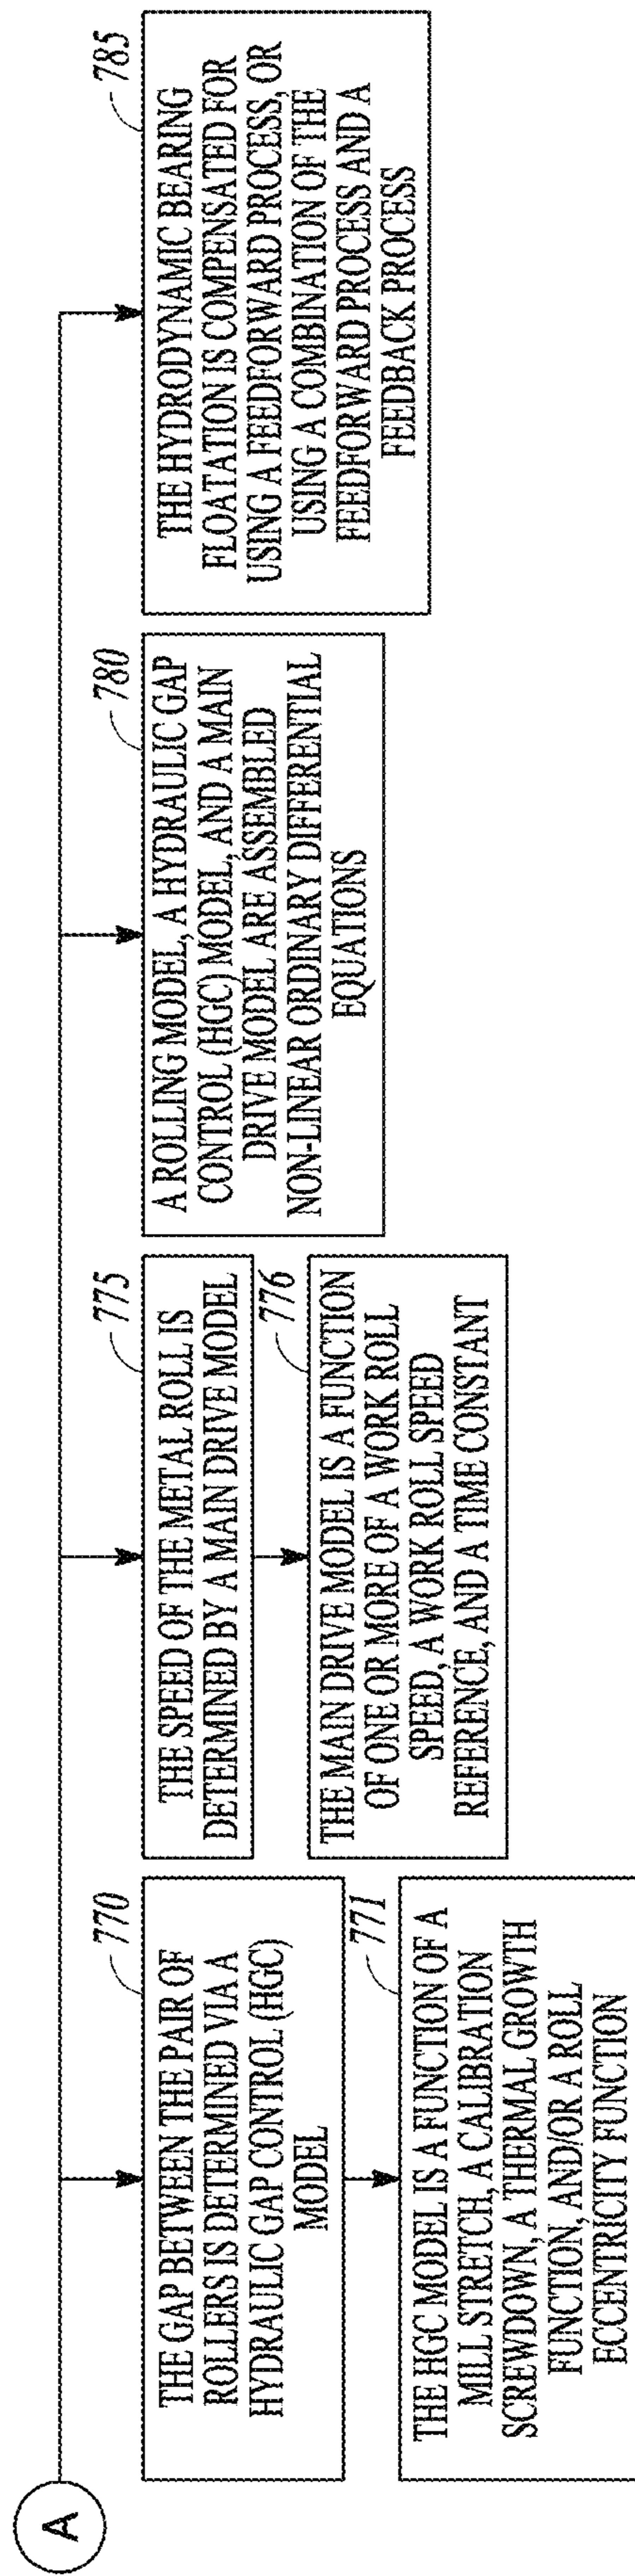 A
770
THE GAP BETWEEN THE PAIR OF
ROLLERS IS DETERMINED VIA A
HYDRAULIC GAP CONTROL (HGC)
MODEL
771
THE HGC MODEL IS A FUNCTION OF A
MILL STRETCH, A CALIBRATION
SCREWDOWN, A THERMAL GROWTH
FUNCTION, AND/OR A ROLL
ECCENTRICITY FUNCTION
775
THE SPEED OF THE METAL ROLL IS
DETERMINED BY A MAIN DRIVE MODEL
776
THE MAIN DRIVE MODEL IS A FUNCTION
OF ONE OR MORE OF A WORK ROLL
SPEED, A WORK ROLL SPEED
REFERENCE, AND A TIME CONSTANT
780
A ROLLING MODEL, A HYDRAULIC GAP
CONTROL (HGC) MODEL, AND A MAIN
DRIVE MODEL ARE ASSEMBLED
NON-LINEAR ORDINARY DIFFERENTIAL
EQUATIONS
785
THE HYDRODYNAMIC BEARING
FLOATATION IS COMPENSATED FOR
USING A FEEDFORWARD PROCESS, OR
USING A COMBINATION OF THE
FEEDFORWARD PROCESS AND A
FEEDBACK PROCESS